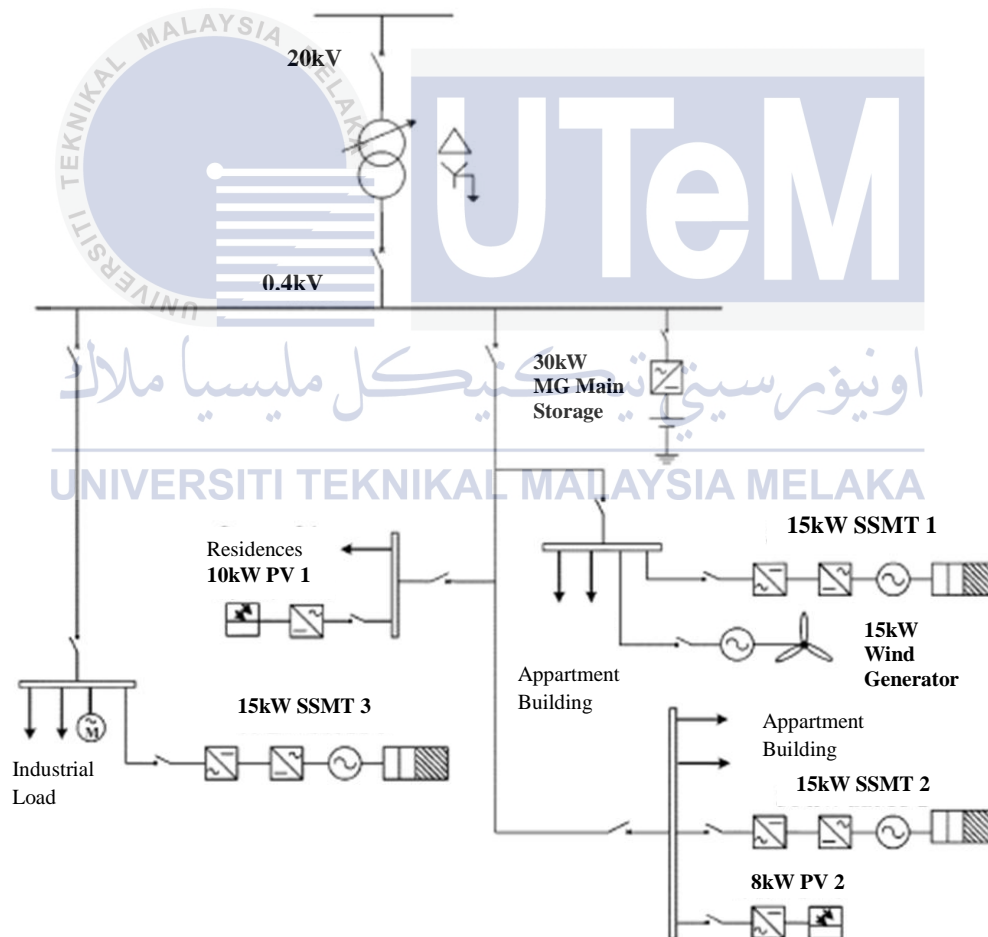 UNIVERSITI TEKNIKAL MALAYSIA MELAKA
20kV
UTeM
0.4kV
اونيۏرسيتي تيكنيكل مليسيا ملاك
30kW
MG Main
Storage
UNIVERSITI TEKNIKAL MALAYSIA MELAKA
15kW SSMT 1
Residences
10kW PV 1
15kW
Wind
Generator
Appartment
Building
15kW SSMT 3
M
Industrial
Load
Appartment
Building
15kW SSMT 2
8kW PV 2